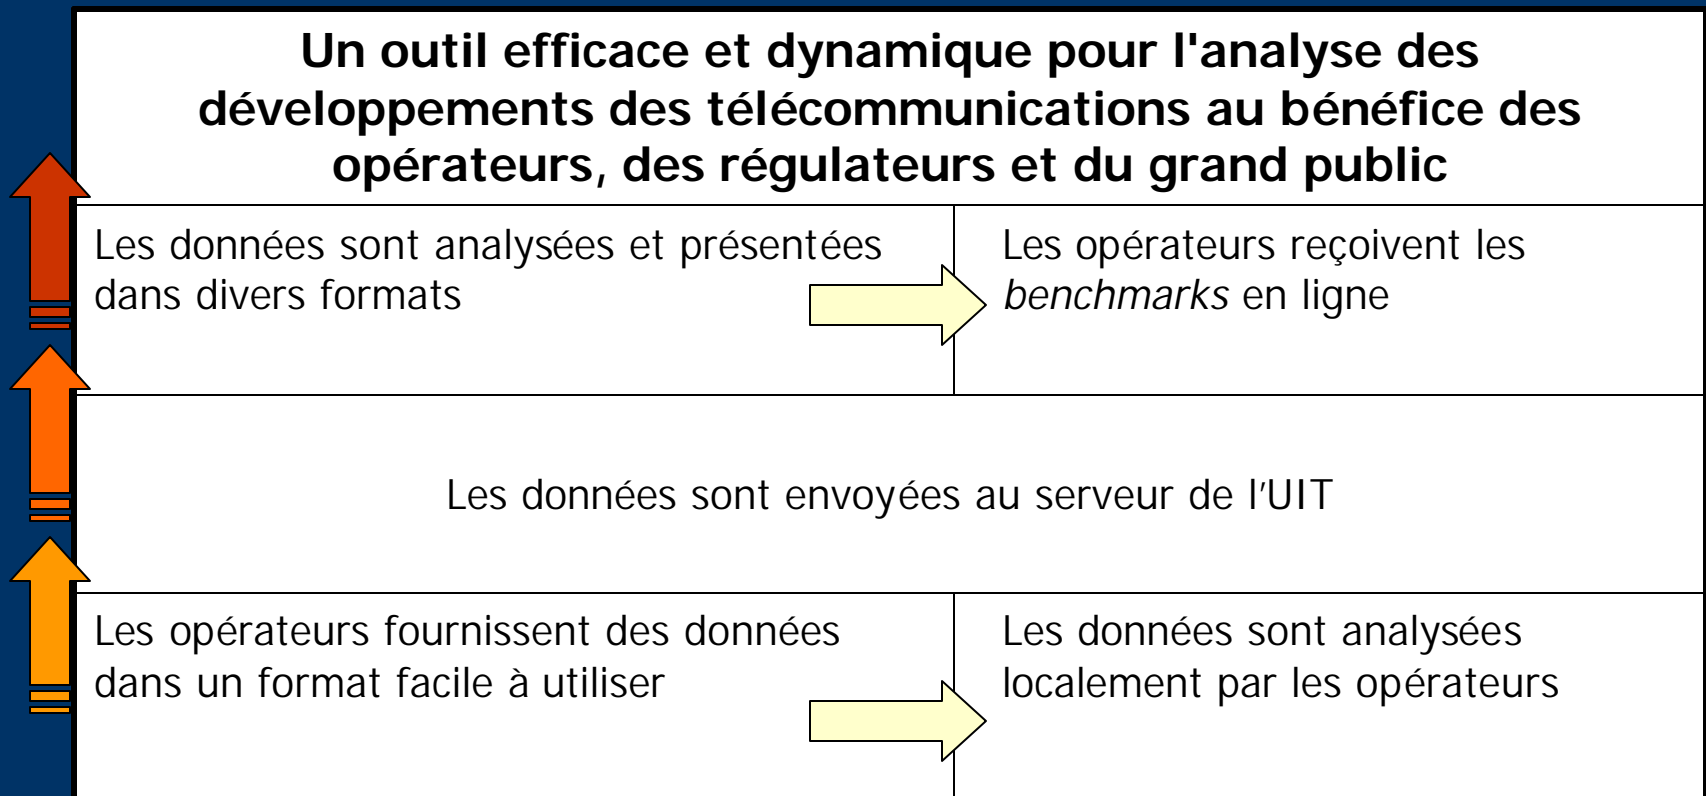 Un outil efficace et dynamique pour l'analyse des
développements des télécommunications au bénéfice des
opérateurs, des régulateurs et du grand public
Les données sont analysées et présentées
dans divers formats
Les opérateurs reçoivent les
benchmarks en ligne
Les données sont envoyées au serveur de l’UIT
Les opérateurs fournissent des données
dans un format facile à utiliser
Les données sont analysées
localement par les opérateurs